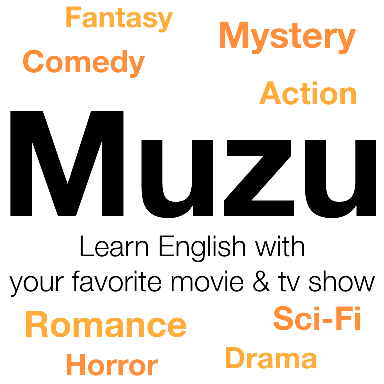 Fantasy
Mystery
Comedy
Action
Muzu
Learn English with
your favorite movie & tv show
Romance
Sci-Fi
Horror
Drama